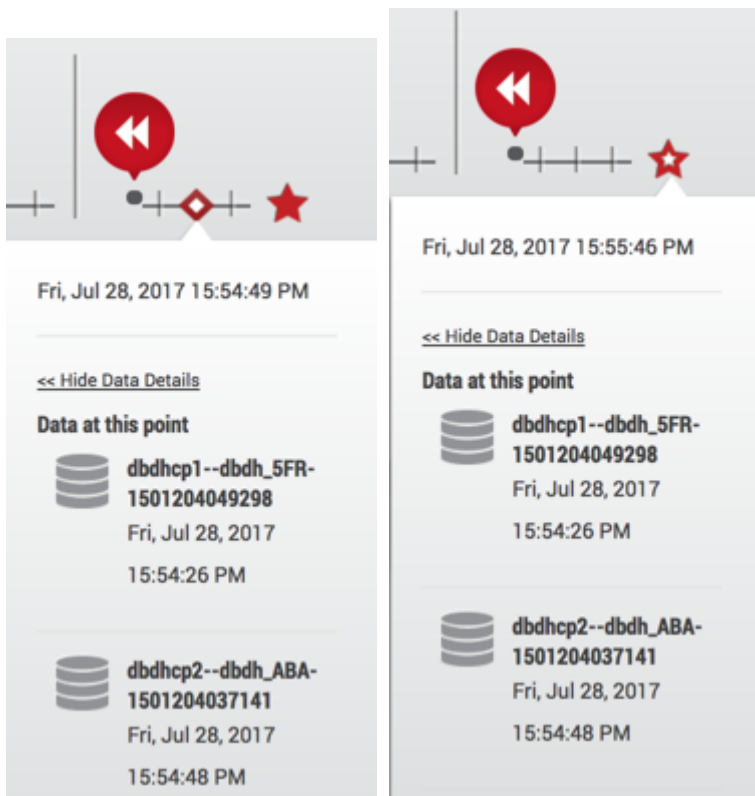 Fri, Jul 28, 2017 15:54:49 PM
<< Hide Data Details
Data at this point
dbdhcp1--dbdh_5FR-
1501204049298
Fri, Jul 28, 2017
15:54:26 PM
dbdhcp2--dbdh_ABA-
1501204037141
Fri, Jul 28, 2017
15:54:48 PM
Fri, Jul 28, 2017 15:55:46 PM
<< Hide Data Details
Data at this point
dbdhcp1--dbdh_5FR-
1501204049298
Fri, Jul 28, 2017
15:54:26 PM
dbdhcp2--dbdh_ABA-
1501204037141
Fri, Jul 28, 2017
15:54:48 PM